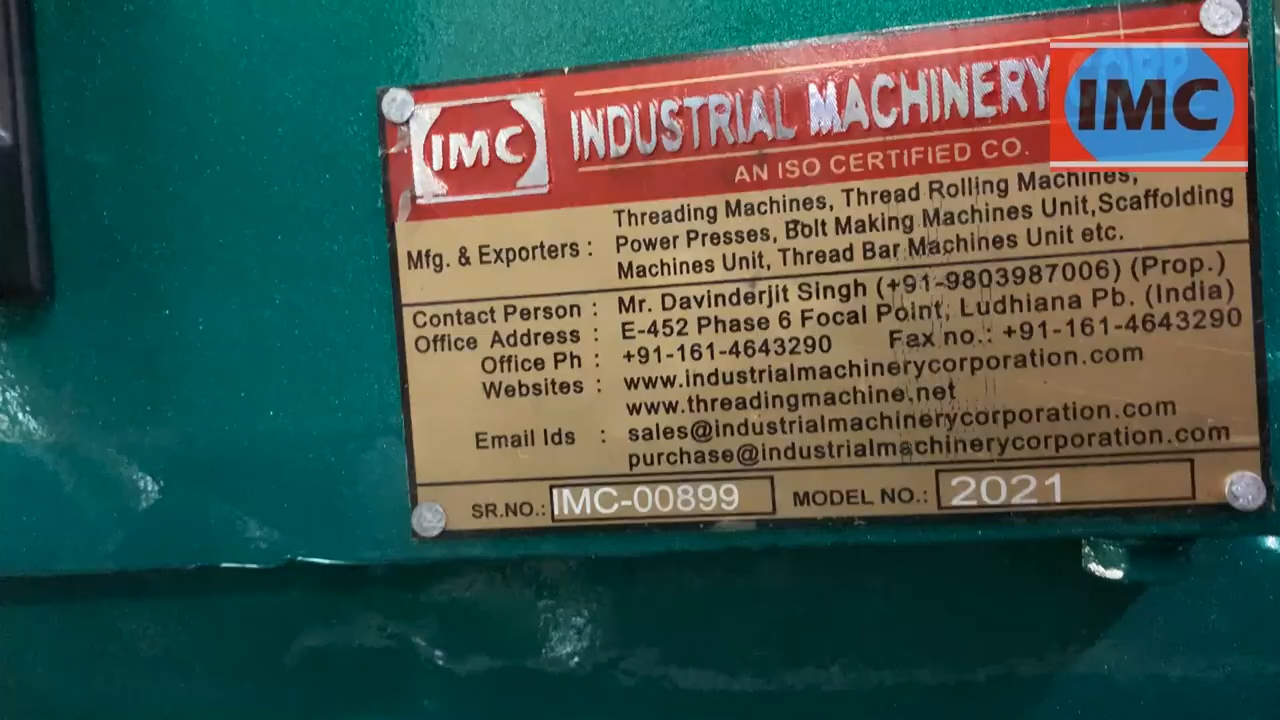 IMC
INDUSTRIAL MACHINERY CORP.
IMC
AN ISO CERTIFIED CO.
Mfg. & Exporters : Threading Machines, Thread Rolling Machines,
Power Presses, Bolt Making Machines Unit,Scaffolding
Machines Unit, Thread Bar Machines Unit etc.
Contact Person : Mr. Davinderjit Singh (+91-9803987006) (Prop.)
Office Address : E-452 Phase 6 Focal Point, Ludhiana Pb. (India)
Office Ph : +91-161-4643290 Fax no.: +91-161-4643290
Websites : www.industrialmachinerycorporation.com
www.threadingmachine.net
Email Ids : sales@industrialmachinerycorporation.com
purchase@industrialmachinerycorporation.com
SR.NO.: IMC-00899 MODEL NO.: 2021